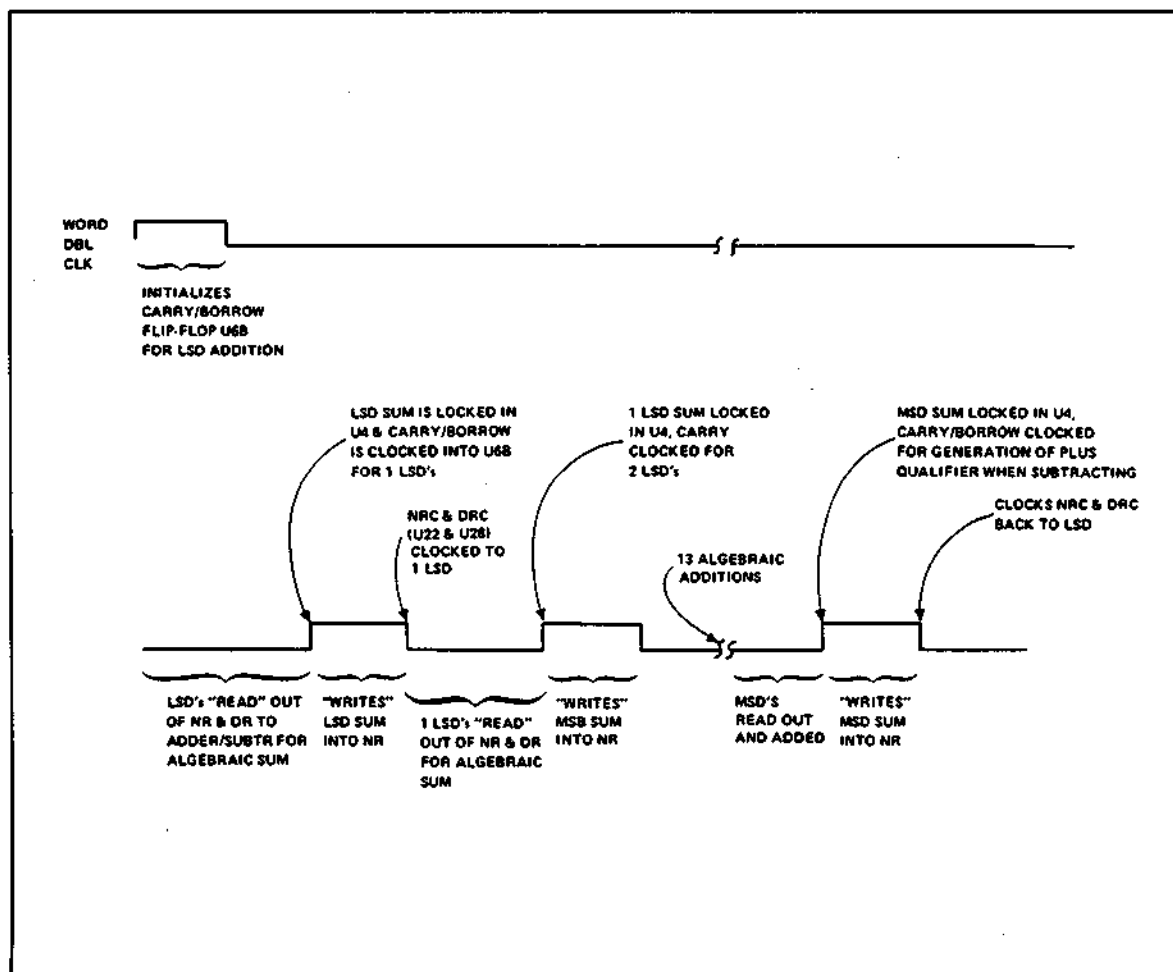 WORD
DBL
CLK
INITIALIZES
CARRY/BORROW
FLIP-FLOP U6B
FOR LSD ADDITION
LSD SUM IS LOCKED IN
U4 & CARRY/BORROW
IS CLOCKED INTO U6B
FOR 1 LSD's
NRC & DRC
(U22 & U28)
CLOCKED TO
1 LSD
1 LSD SUM LOCKED
IN U4, CARRY
CLOCKED FOR
2 LSD's
13 ALGEBRAIC
ADDITIONS
MSD SUM LOCKED IN U4,
CARRY/BORROW CLOCKED
FOR GENERATION OF PLUS
QUALIFIER WHEN SUBTRACTING
CLOCKS NRC & DRC
BACK TO LSD
LSD's "READ" OUT
OF NR & DR TO
ADDER/SUBTR FOR
ALGEBRAIC SUM
"WRITES"
LSD SUM
INTO NR
1 LSD's "READ"
OUT OF NR & DR
FOR ALGEBRAIC
SUM
"WRITES"
MSB SUM
INTO NR
MSD'S
READ OUT
AND ADDED
"WRITES"
MSD SUM
INTO NR